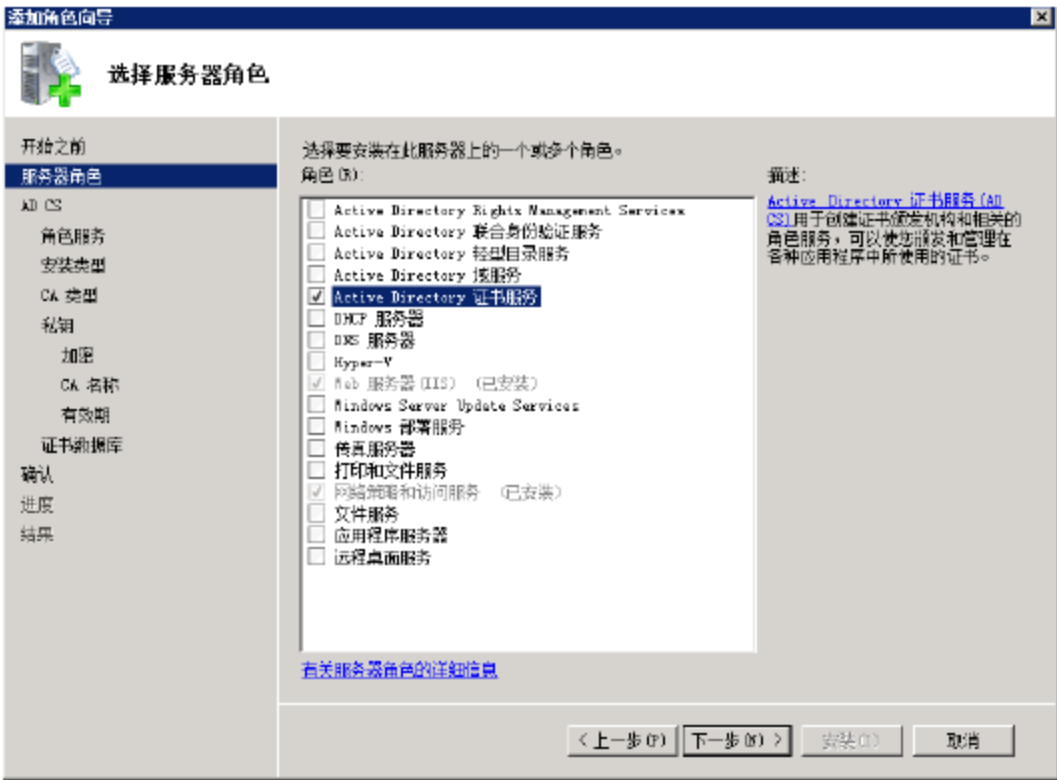 添加角色向导
选择服务器角色
开始之前
服务器角色
AD CS
角色服务
安装类型
CA 类型
私钥
加密
CA 名称
有效期
证书数据库
确认
进度
结果
选择要安装在此服务器上的一个或多个角色。
角色(R):
Active Directory Rights Management Services
Active Directory 联合身份验证服务
Active Directory 轻型目录服务
Active Directory 域服务
Active Directory 证书服务
DHCP 服务器
DNS 服务器
Hyper-V
Web 服务器(IIS) (已安装)
Windows Server Update Services
Windows 部署服务
传真服务器
打印和文件服务
网络策略和访问服务 (已安装)
文件服务
应用程序服务器
远程桌面服务
有关服务器角色的详细信息
描述:
Active Directory 证书服务(AD
CS)用于创建证书颁发机构和相关的
角色服务，可以使您颁发和管理在
各种应用程序中所使用的证书。
< 上一步(P)
下一步(N) >
安装(I)
取消